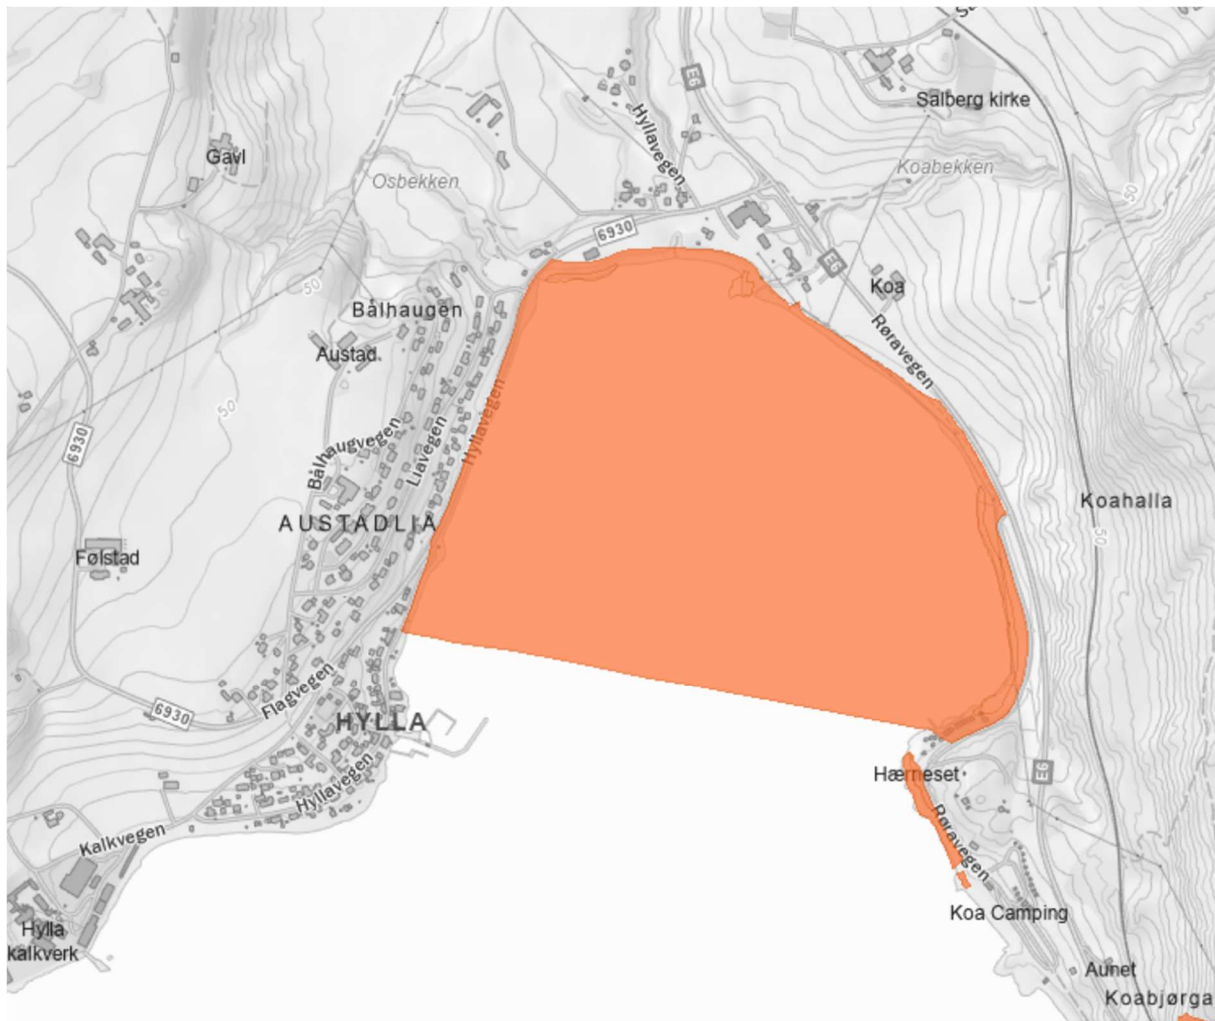 E6
Salberg kirke
Hyllavegen
Gavl
Osbekken
Koabekken
50
6930
E6
50
Koa
Bålhaugen
Røravegen
Austad
50
Hyllavegen
Liavegen
Bålhaugvegen
6930
Koahalla
AUSTADLIA
50
Følstad
Flagvegen
6930
HYLLA
E6
Hærneset
Hyllavegen
Kalkvegen
Røravegen
Koa Camping
Hylla
kalkverk
Aunet
Koabjørga